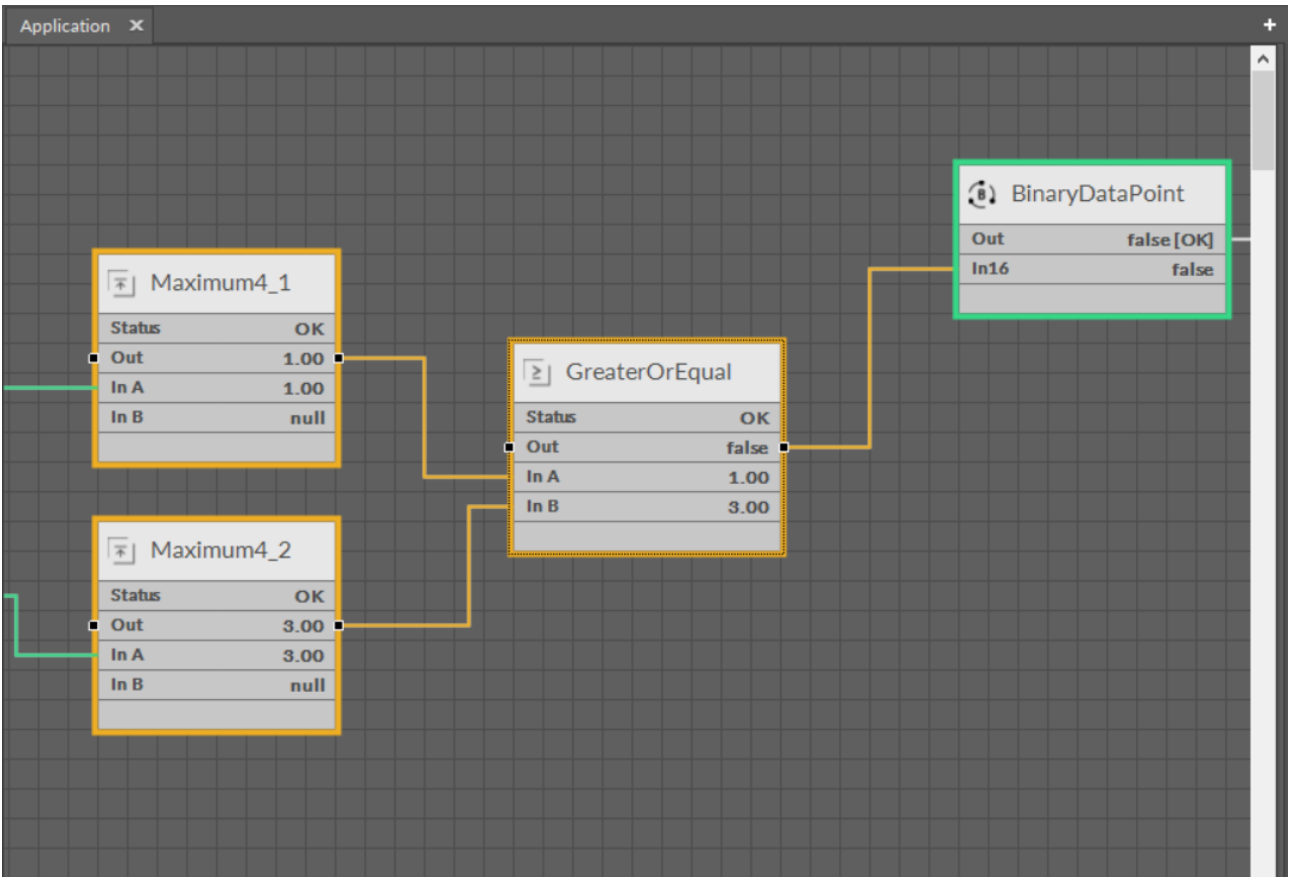 Application ×
+
BinaryDataPoint
Out false [OK]
In16 false
Maximum4_1
Status OK
Out 1.00
In A 1.00
In B null
GreaterOrEqual
Status OK
Out false
In A 1.00
In B 3.00
Maximum4_2
Status OK
Out 3.00
In A 3.00
In B null